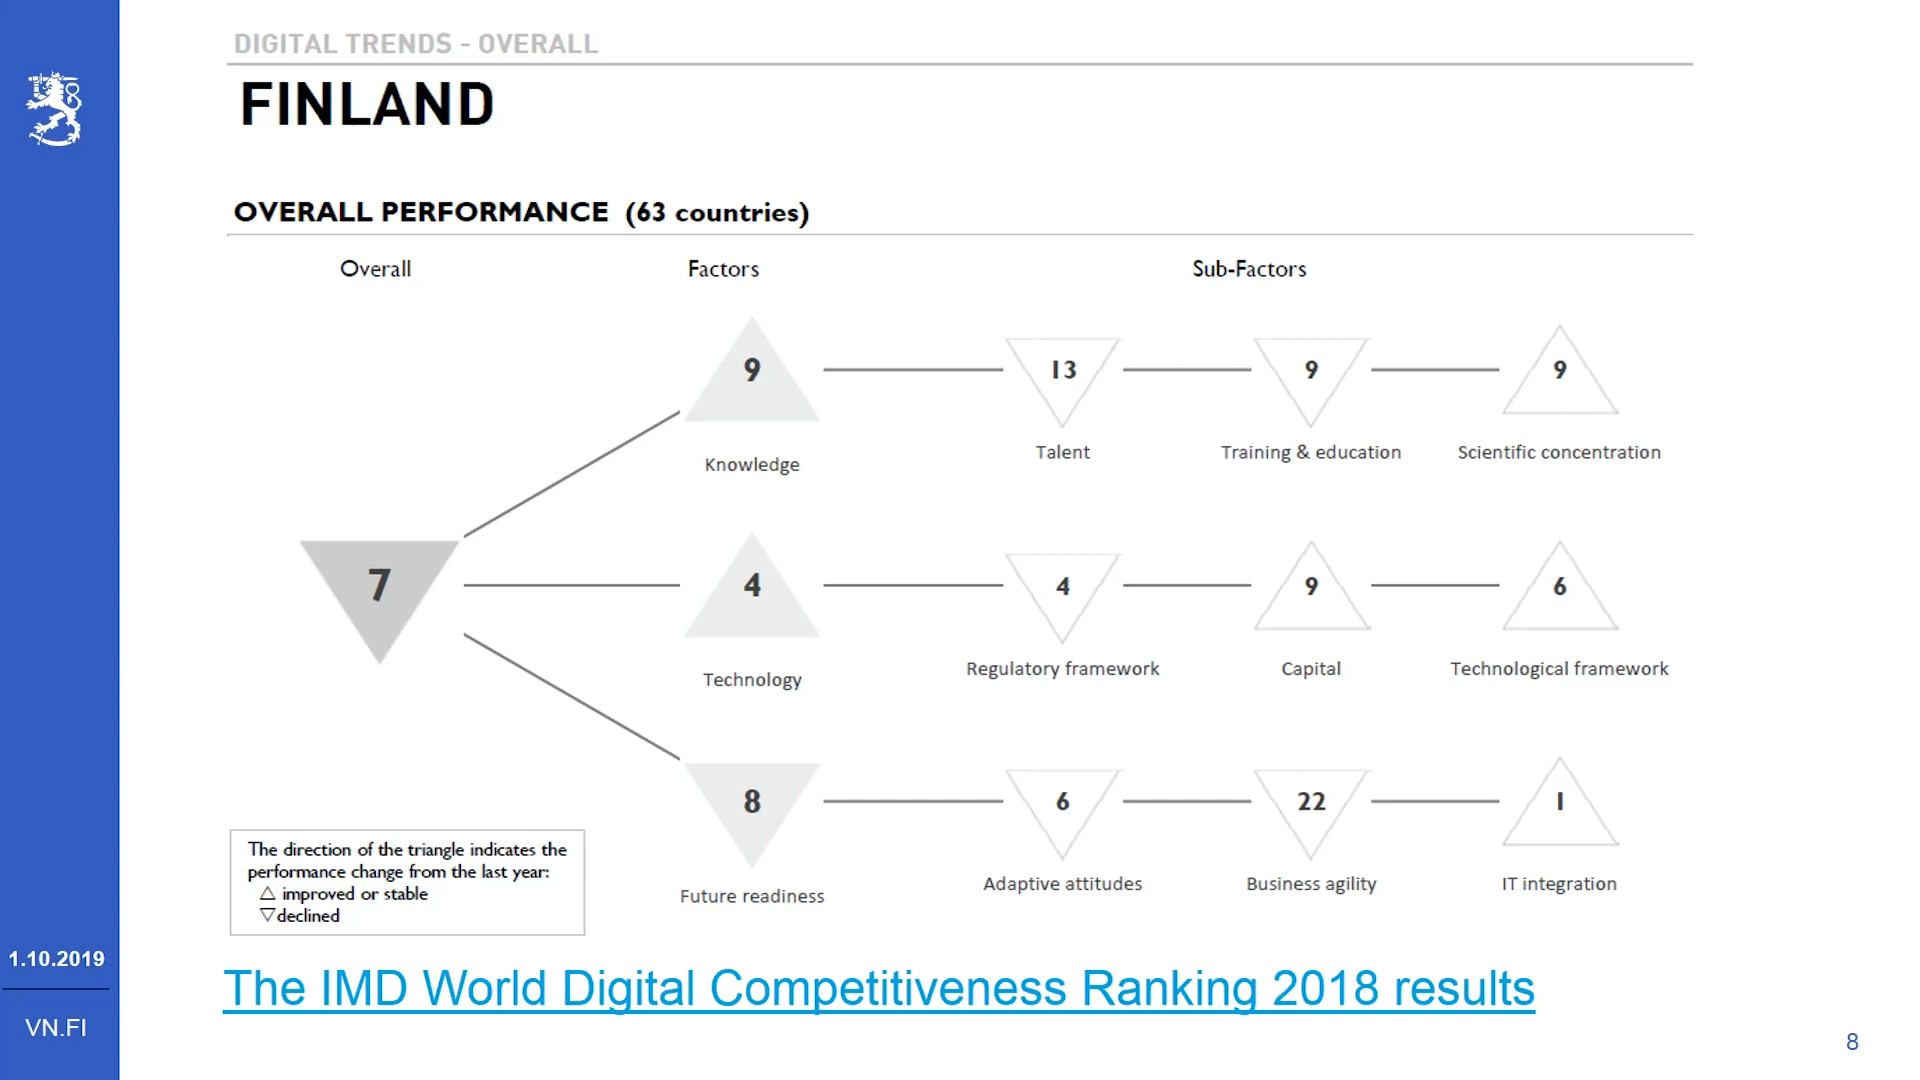 DIGITAL TRENDS - OVERALL
FINLAND
OVERALL PERFORMANCE (63 countries)
Overall Factors Sub-Factors
9 13 9 9
Knowledge Talent Training & education Scientific concentration
7 4 4 9 6
Technology Regulatory framework Capital Technological framework
8 6 22 1
Future readiness Adaptive attitudes Business agility IT integration
The direction of the triangle indicates the
performance change from the last year:
△ improved or stable
▽ declined
1.10.2019
VN.FI
The IMD World Digital Competitiveness Ranking 2018 results
8